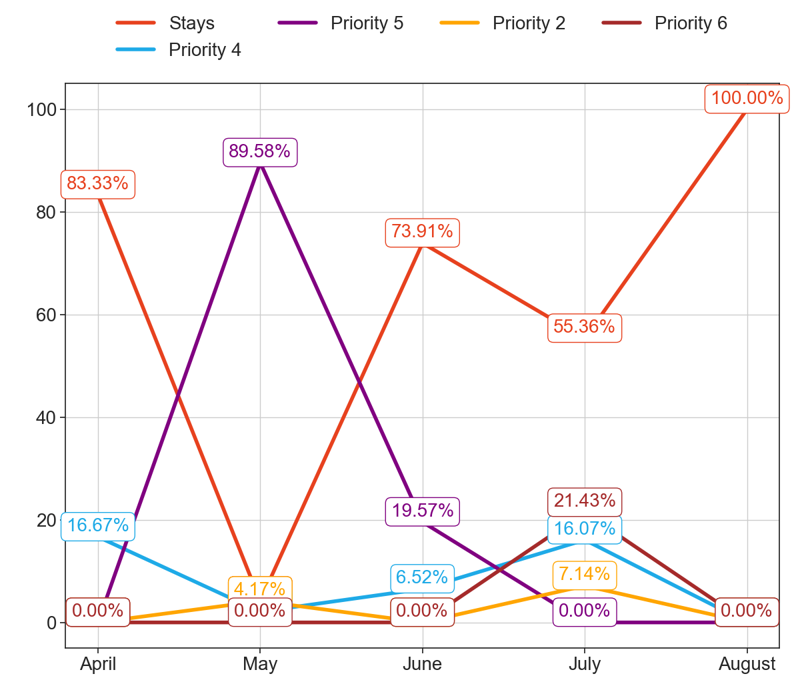 Stays Priority 5 Priority 2 Priority 6
Priority 4
100 100.00%
89.58%
83.33%
80
73.91%
60
55.36%
40
21.43%
20 16.67% 19.57% 16.07%
6.52% 7.14%
4.17%
0 0.00% 0.00% 0.00% 0.00% 0.00%
April May June July August